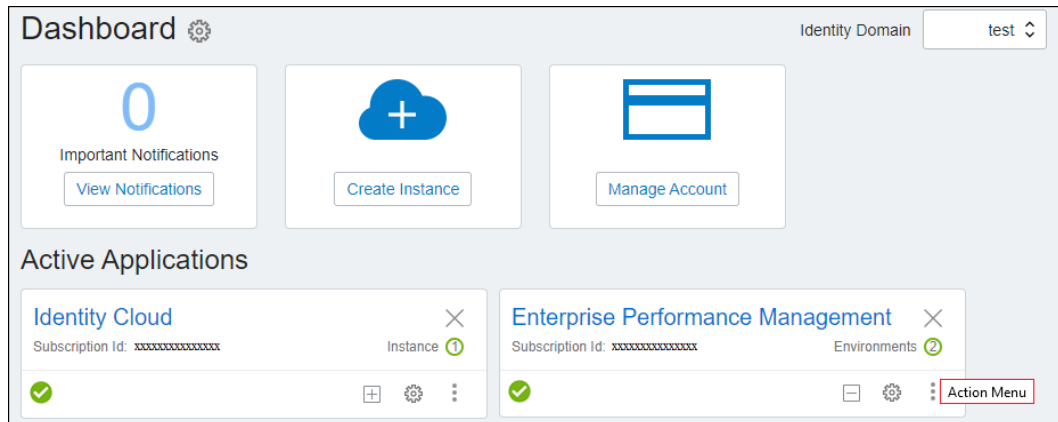 Dashboard
Identity Domain
test
0
Important Notifications
View Notifications
Create Instance
Manage Account
Active Applications
Identity Cloud
Subscription Id: xxxxxxxxxxxxxxx
Instance 1
Enterprise Performance Management
Subscription Id: xxxxxxxxxxxxxxx
Environments 2
Action Menu